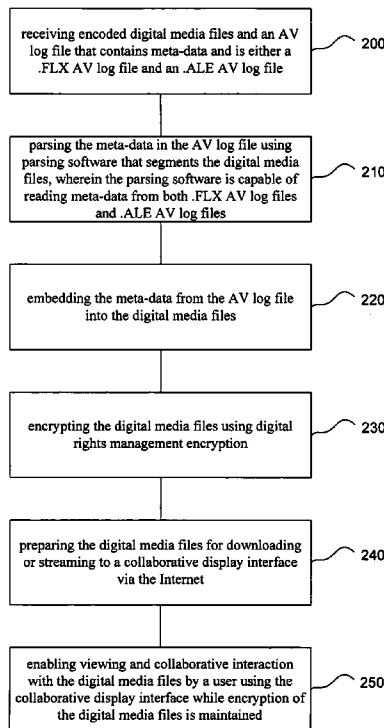 receiving encoded digital media files and an AV
log file that contains meta-data and is either a
.FLX AV log file and an .ALE AV log file
200
parsing the meta-data in the AV log file using
parsing software that segments the digital media
files, wherein the parsing software is capable of
reading meta-data from both .FLX AV log files
and .ALE AV log files
210
embedding the meta-data from the AV log file
into the digital media files
220
encrypting the digital media files using digital
rights management encryption
230
preparing the digital media files for downloading
or streaming to a collaborative display interface
via the Internet
240
enabling viewing and collaborative interaction
with the digital media files by a user using the
collaborative display interface while encryption of
the digital media files is maintained
250